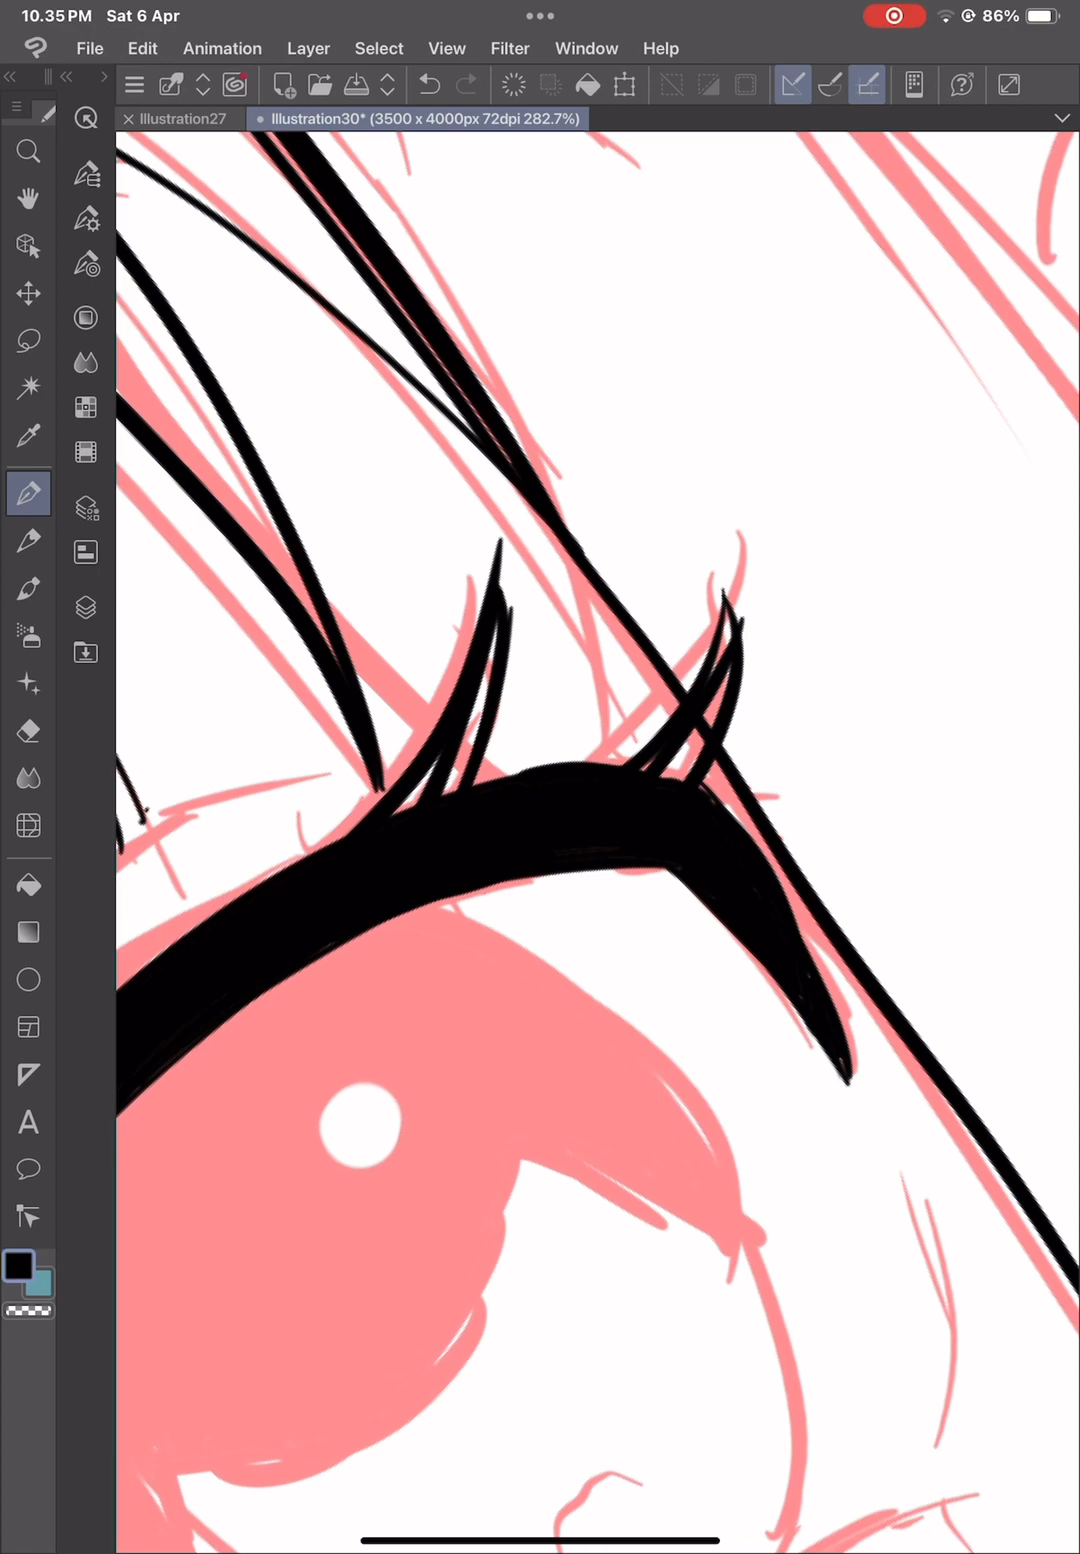 10.35 PM Sat 6 Apr 86%
File Edit Animation Layer Select View Filter Window Help
Illustration27 Illustration30* (3500 x 4000px 72dpi 282.7%)
A